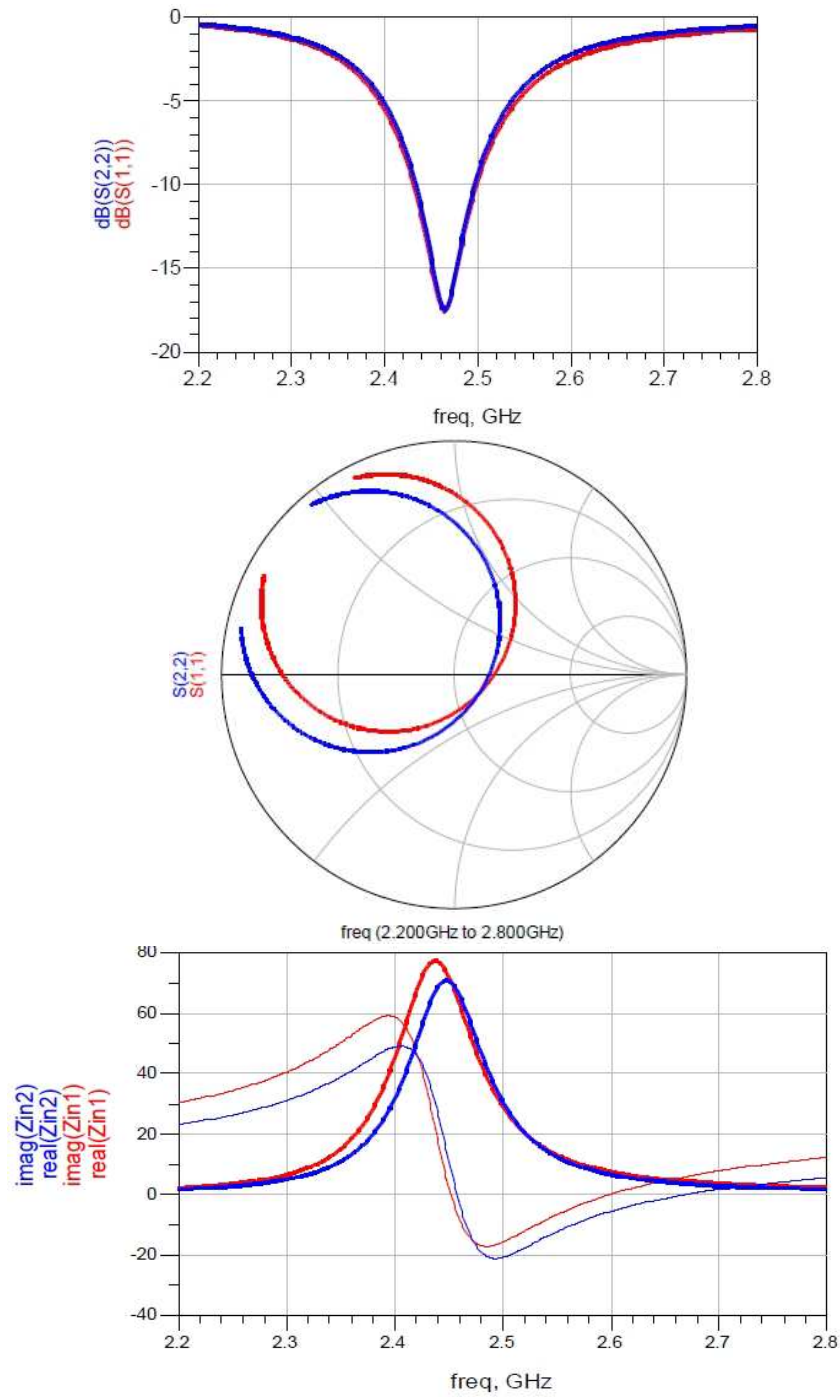 dB(S(2,2))
dB(S(1,1))
0
-5
-10
-15
-20
2.2
2.3
2.4
2.5
2.6
2.7
2.8
freq, GHz
S(2,2)
S(1,1)
freq (2.200GHz to 2.800GHz)
imag(Zin2)
real(Zin2)
imag(Zin1)
real(Zin1)
80
60
40
20
0
-20
-40
2.2
2.3
2.4
2.5
2.6
2.7
2.8
freq, GHz